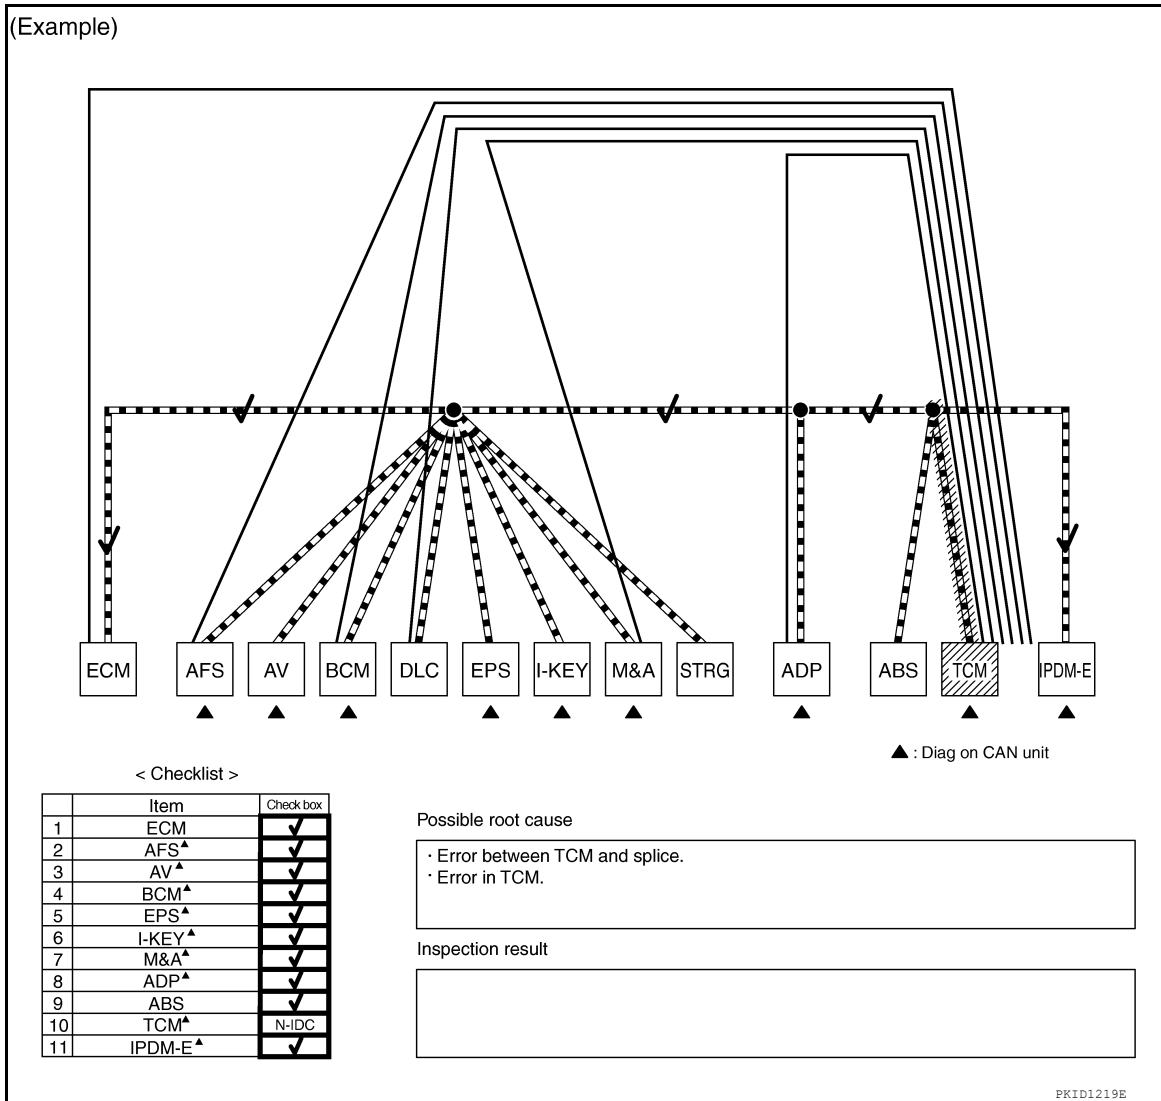 (Example)
ECM AFS AV BCM DLC EPS I-KEY M&A STRG ADP ABS TCM IPDM-E
▲ ▲ ▲ ▲ ▲ ▲ ▲ ▲ ▲
▲ : Diag on CAN unit
< Checklist >
Item Check box
1 ECM ✓
2 AFS▲ ✓
3 AV▲ ✓
4 BCM▲ ✓
5 EPS▲ ✓
6 I-KEY▲ ✓
7 M&A▲ ✓
8 ADP▲ ✓
9 ABS ✓
10 TCM▲ N-IDC
11 IPDM-E▲ ✓
Possible root cause
· Error between TCM and splice.
· Error in TCM.
Inspection result
PKID1219E